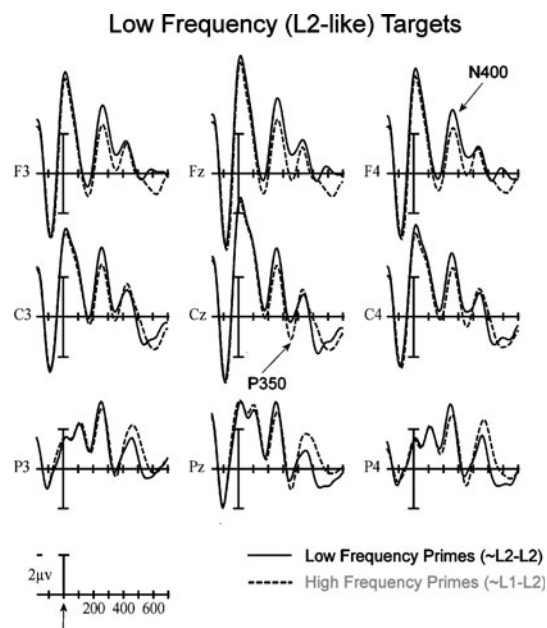 Low Frequency (L2-like) Targets
N400
F3
Fz
F4
C3
Cz
C4
P350
P3
Pz
P4
2μv
200 400 600
Low Frequency Primes (~L2-L2)
High Frequency Primes (~L1-L2)